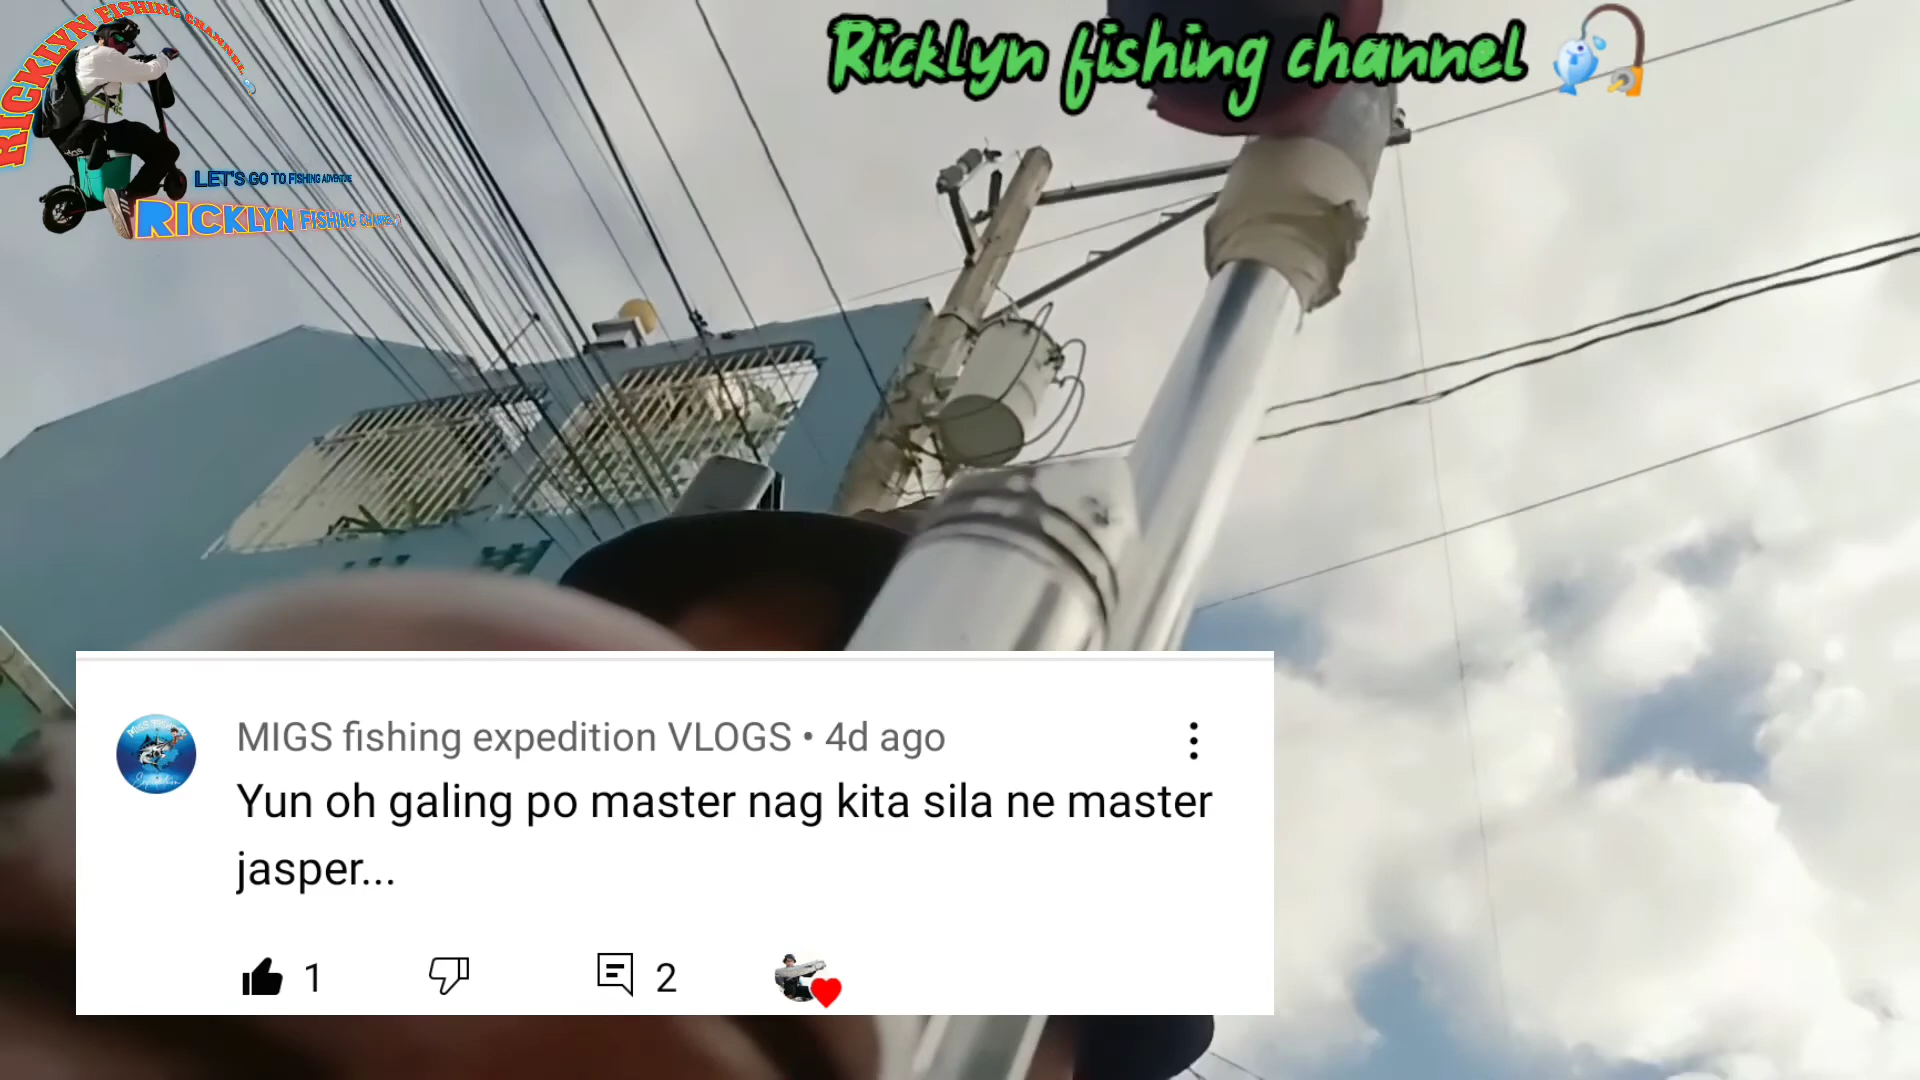 RICKLYN FISHING CHANNEL
LET'S GO TO FISHING ADVENTURE
RICKLYN FISHING CHANNEL
Ricklyn fishing channel
MIGS fishing expedition VLOGS • 4d ago
Yun oh galing po master nag kita sila ne master
jasper...
1
2